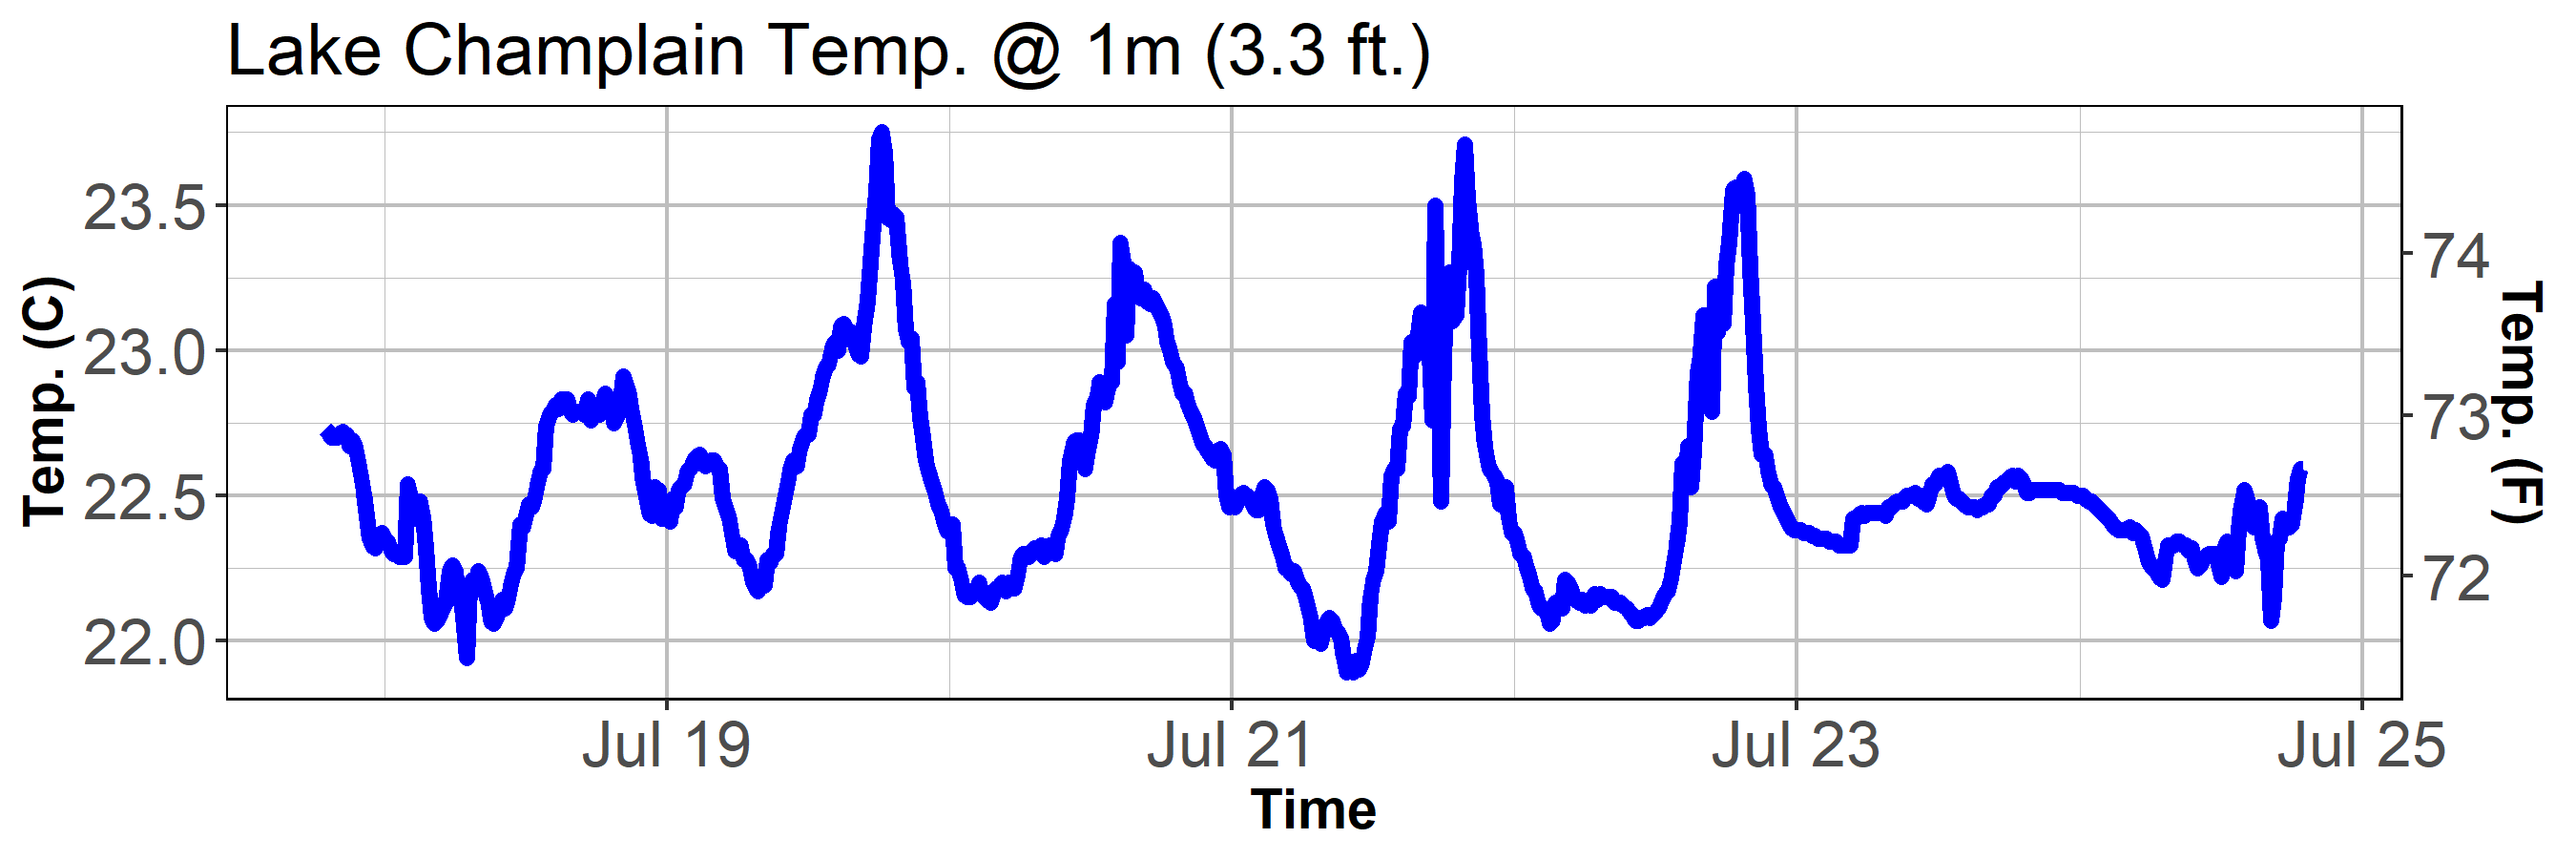 Lake Champlain Temp. @ 1m (3.3 ft.)
Temp. (C)
23.5
23.0
22.5
22.0
74
73
72
Temp. (F)
Jul 19 Jul 21 Jul 23 Jul 25
Time